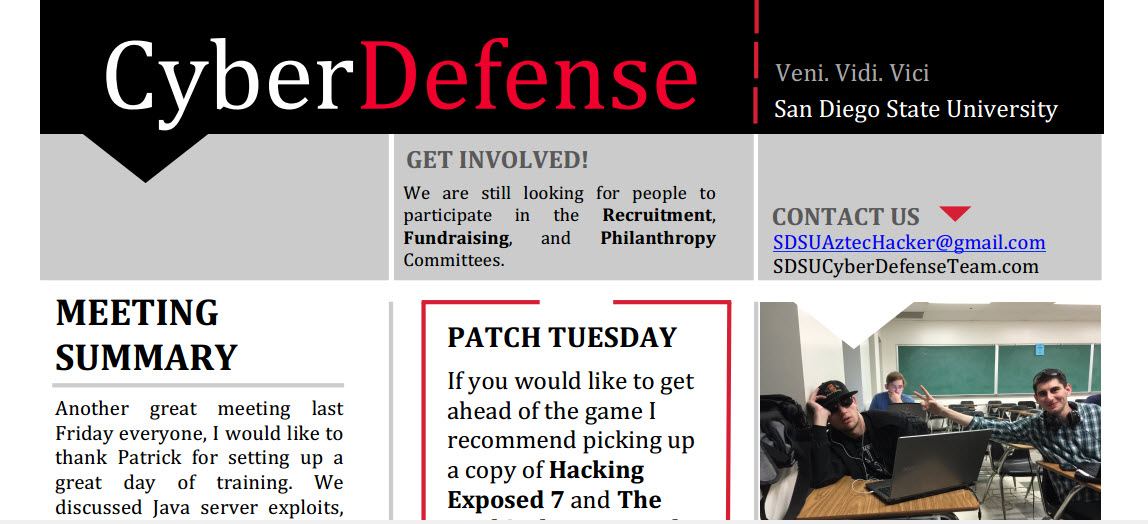 CyberDefense
Veni. Vidi. Vici
San Diego State University
GET INVOLVED!
We are still looking for people to
participate in the Recruitment,
Fundraising, and Philanthropy
Committees.
CONTACT US
SDSUAztecHacker@gmail.com
SDSUCyberDefenseTeam.com
MEETING
SUMMARY
Another great meeting last
Friday everyone, I would like to
thank Patrick for setting up a
great day of training. We
discussed Java server exploits,
PATCH TUESDAY
If you would like to get
ahead of the game I
recommend picking up
a copy of Hacking
Exposed 7 and The